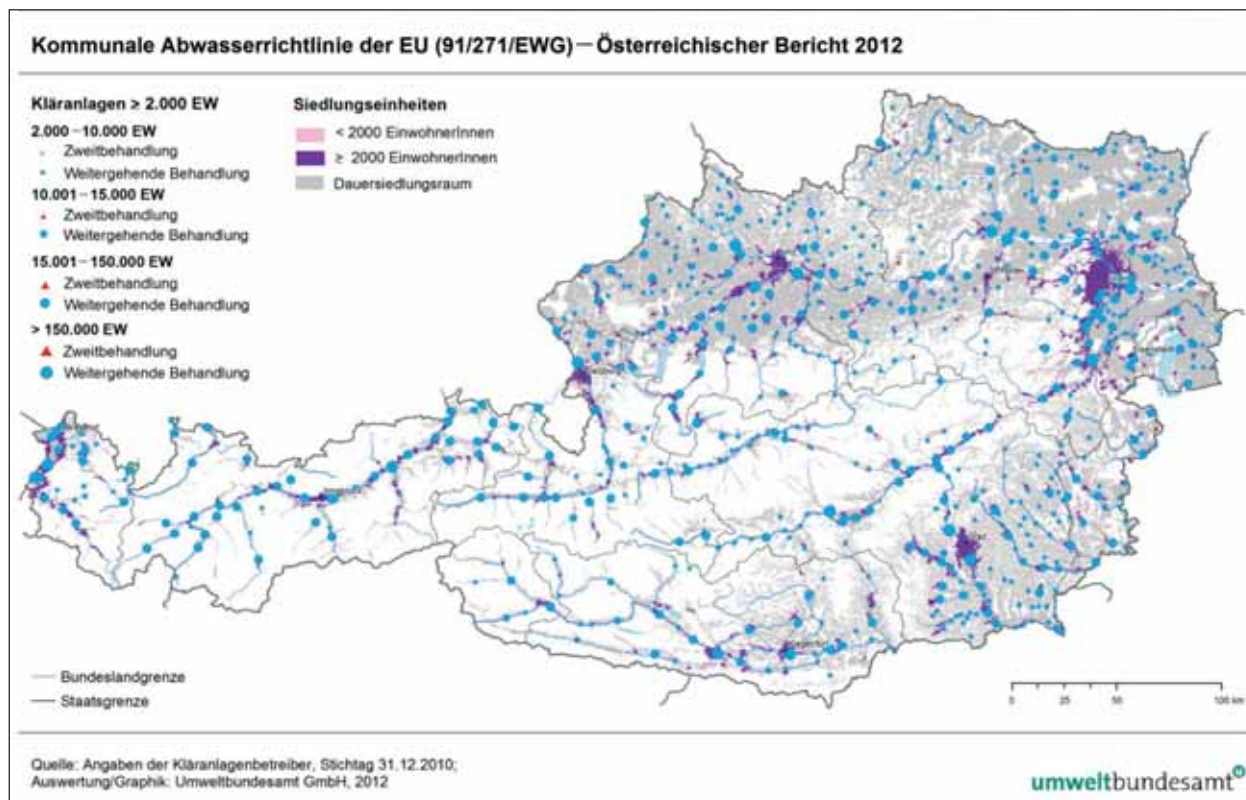 Kommunale Abwasserrichtlinie der EU (91/271/EWG) — Österreichischer Bericht 2012
Kläranlagen ≥ 2.000 EW
2.000 – 10.000 EW
Zweitbehandlung
Weitergehende Behandlung
10.001 – 15.000 EW
Zweitbehandlung
Weitergehende Behandlung
15.001 – 150.000 EW
Zweitbehandlung
Weitergehende Behandlung
> 150.000 EW
Zweitbehandlung
Weitergehende Behandlung
Siedlungseinheiten
< 2000 EinwohnerInnen
≥ 2000 EinwohnerInnen
Dauersiedlungsraum
Bundeslandgrenze
Staatsgrenze
0 25 50 100 km
Quelle: Angaben der Kläranlagenbetreiber, Stichtag 31.12.2010;
Auswertung/Graphik: Umweltbundesamt GmbH, 2012
umweltbundesamt